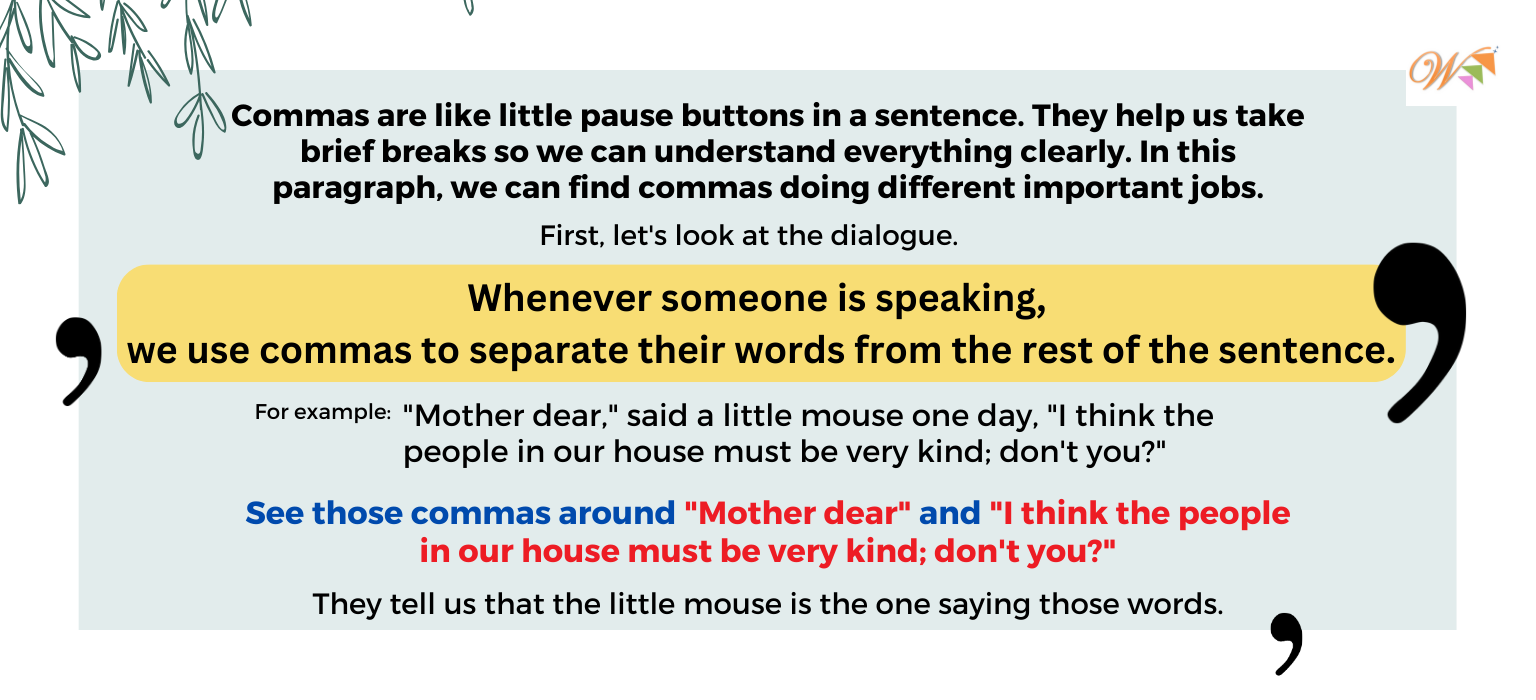 W
Commas are like little pause buttons in a sentence. They help us take
brief breaks so we can understand everything clearly. In this
paragraph, we can find commas doing different important jobs.
First, let's look at the dialogue.
Whenever someone is speaking,
we use commas to separate their words from the rest of the sentence.
For example: "Mother dear," said a little mouse one day, "I think the
people in our house must be very kind; don't you?"
See those commas around "Mother dear" and "I think the people
in our house must be very kind; don't you?"
They tell us that the little mouse is the one saying those words.